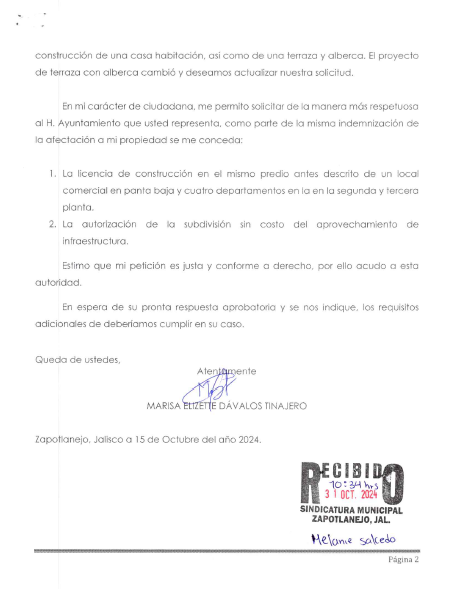 construcción de una casa habitación, así como de una terraza y alberca. El proyecto
de terraza con alberca cambió y deseamos actualizar nuestra solicitud.
En mi carácter de ciudadana, me permito solicitar de la manera más respetuosa
al H. Ayuntamiento que usted representa, como parte de la misma indemnización
de la afectación a mi propiedad se me conceda:
1. La licencia de construcción en el mismo predio antes descrito de un local
comercial en panta baja y cuatro departamentos en la en la segunda y tercera
planta.
2. La autorización de la subdivisión sin costo del aprovechamiento de
infraestructura.
Estimo que mi petición es justa y conforme a derecho, por ello acudo a esta
autoridad.
En espera de su pronta respuesta aprobatoria y se nos indique, los requisitos
adicionales de deberíamos cumplir en su caso.
Queda de ustedes,
Atentamente
MARISA ELIZETTE DÁVALOS TINAJERO
Zapotlanejo, Jalisco a 15 de Octubre del año 2024.
RECIBIDO
10:34 hrs
31 OCT. 2024
SINDICATURA MUNICIPAL
ZAPOTLANEJO, JAL.
Melanie Salcedo
Página 2